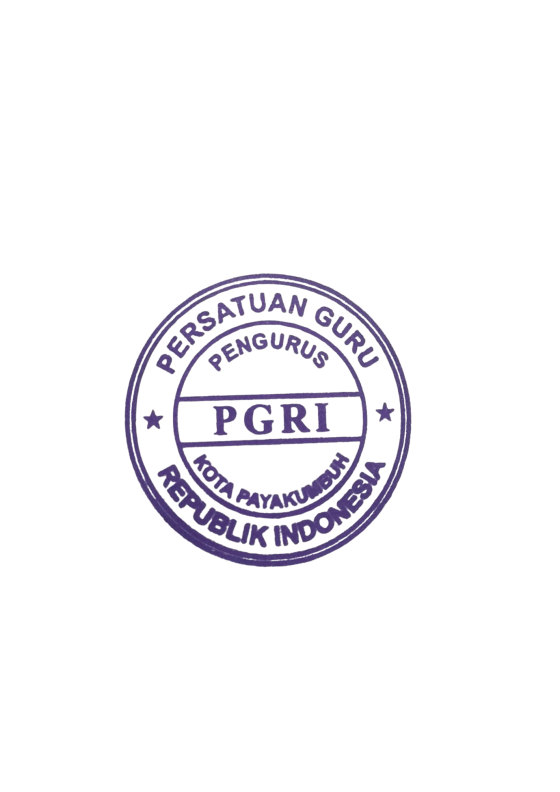 PERSATUAN GURU
PENGURUS
PGRI
KOTA PAYAKUMBUH
REPUBLIK INDONESIA